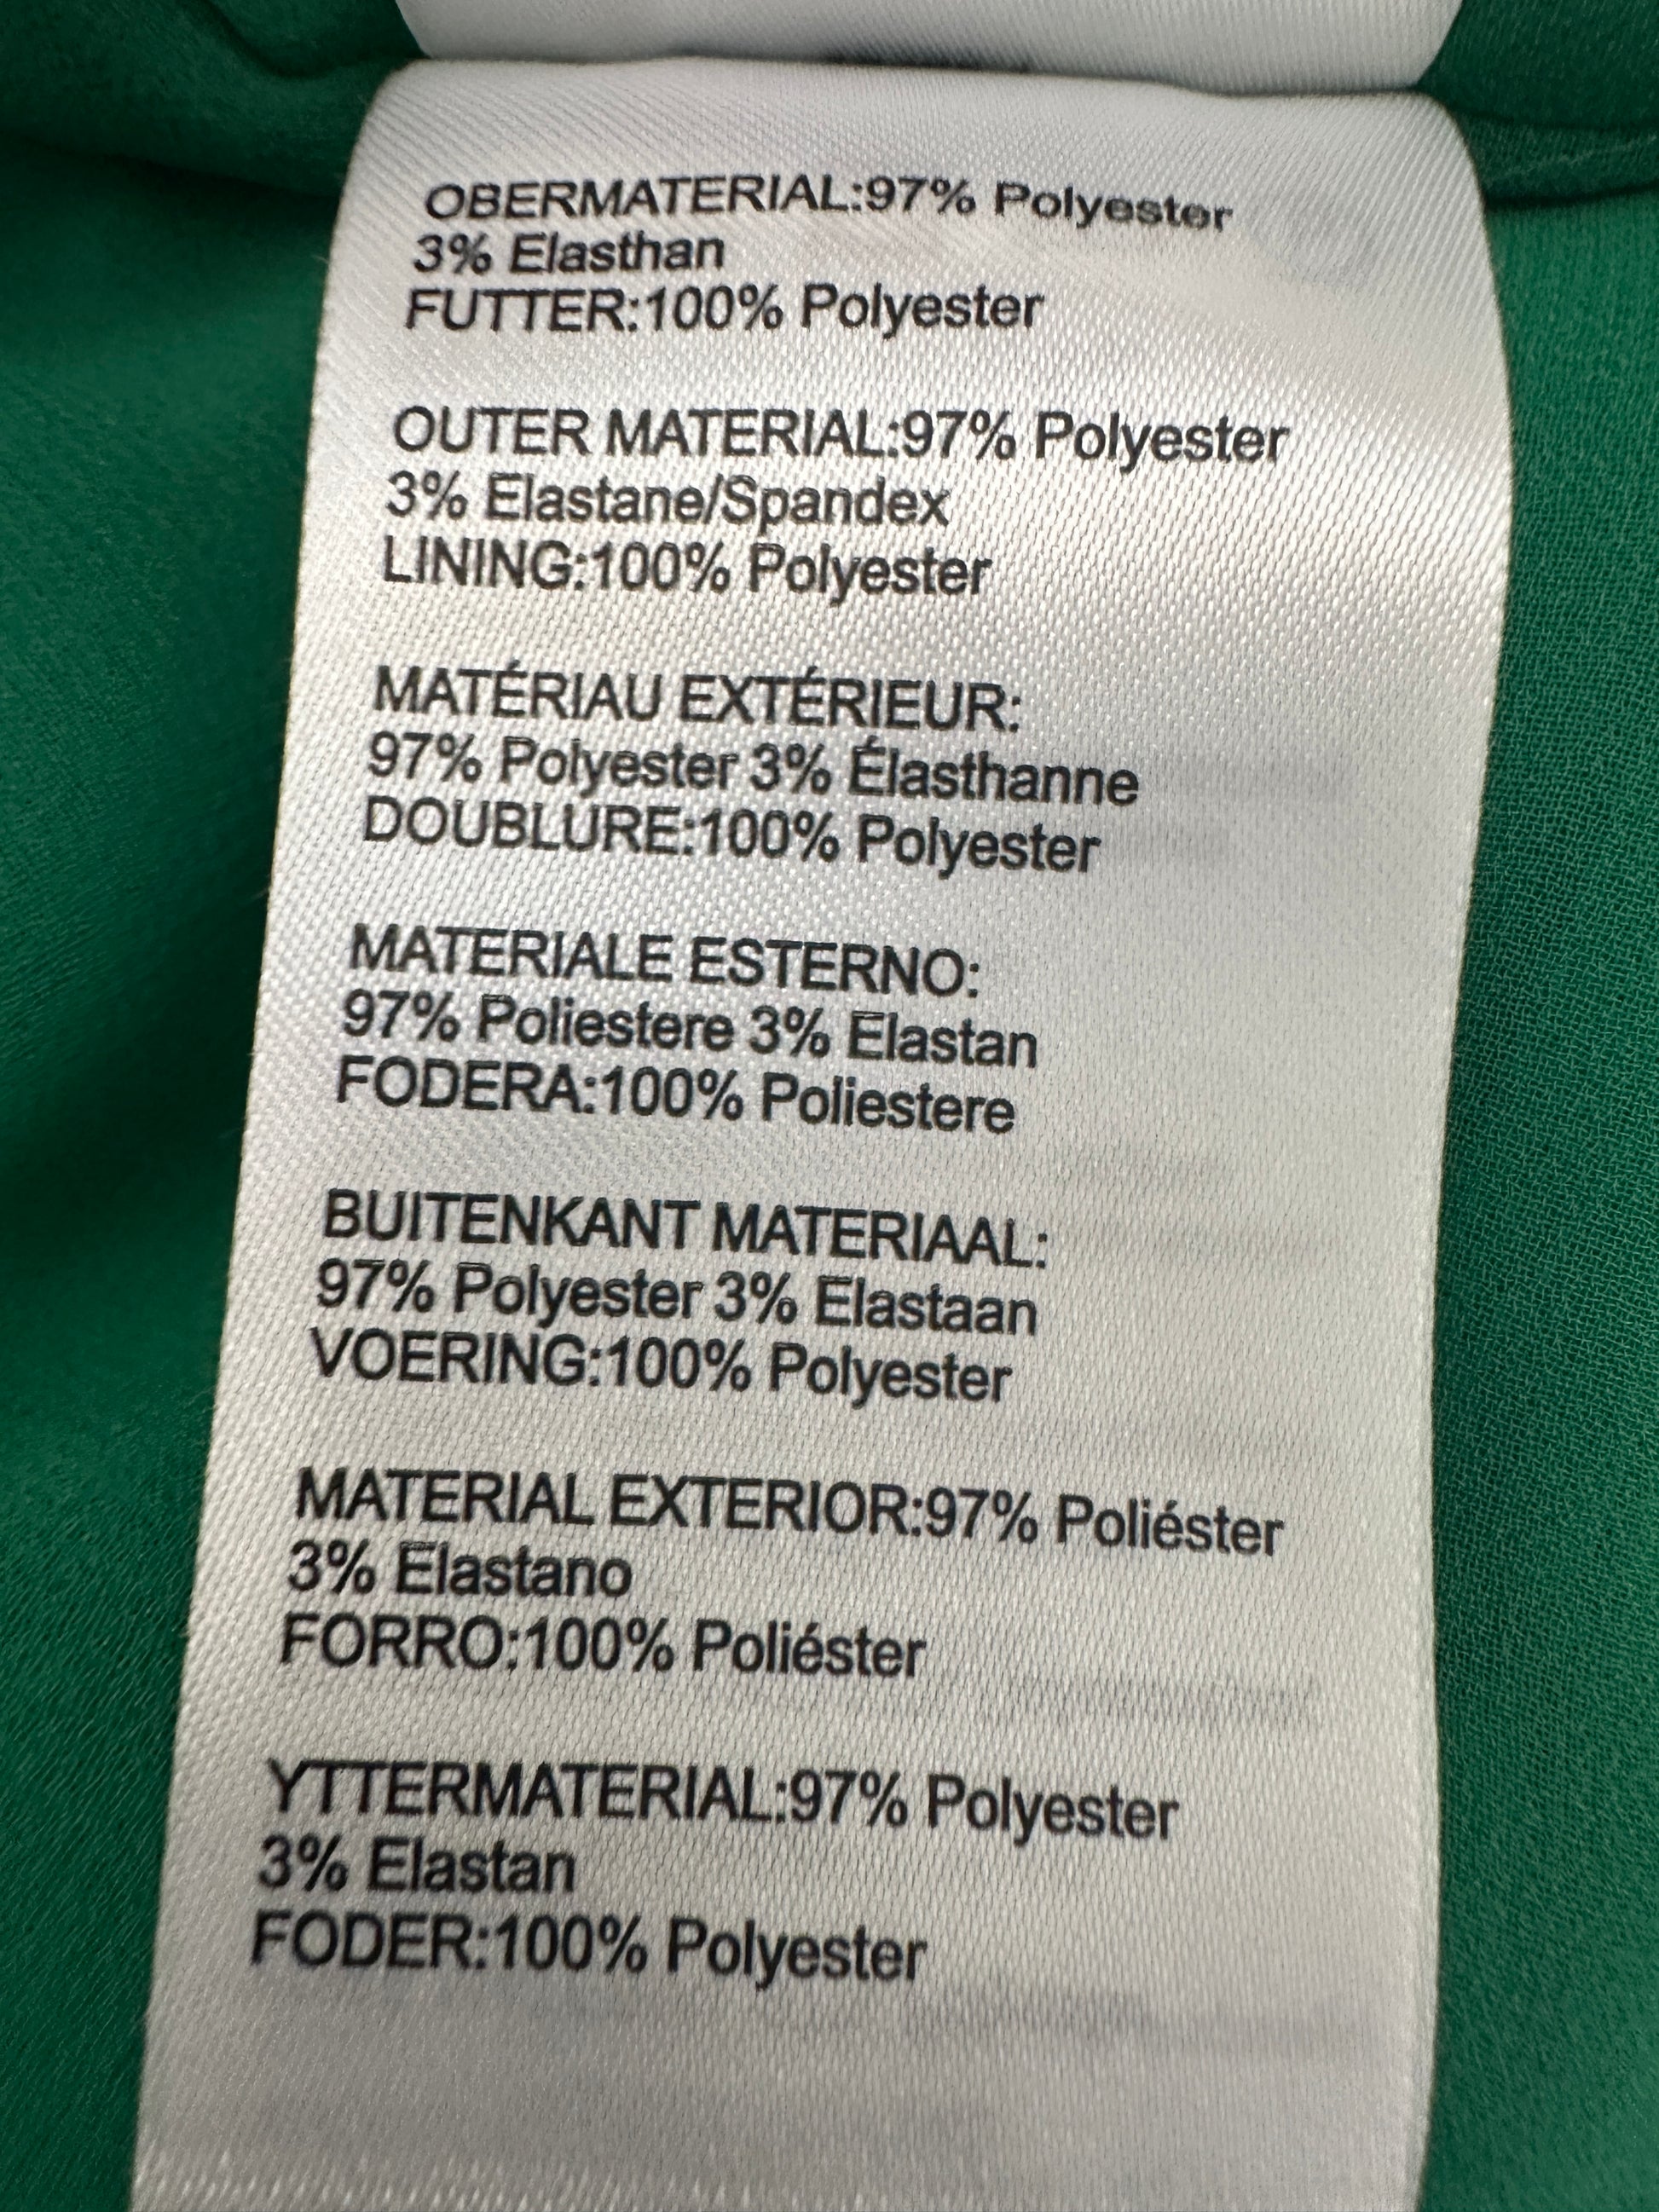 OBERMATERIAL:97% Polyester
3% Elasthan
FUTTER:100% Polyester
OUTER MATERIAL:97% Polyester
3% Elastane/Spandex
LINING:100% Polyester
MATÉRIAU EXTÉRIEUR:
97% Polyester 3% Élasthanne
DOUBLURE:100% Polyester
MATERIALE ESTERNO:
97% Poliestere 3% Elastan
FODERA:100% Poliestere
BUITENKANT MATERIAAL:
97% Polyester 3% Elastaan
VOERING:100% Polyester
MATERIAL EXTERIOR:97% Poliéster
3% Elastano
FORRO:100% Poliéster
YTTERMATERIAL:97% Polyester
3% Elastan
FODER:100% Polyester